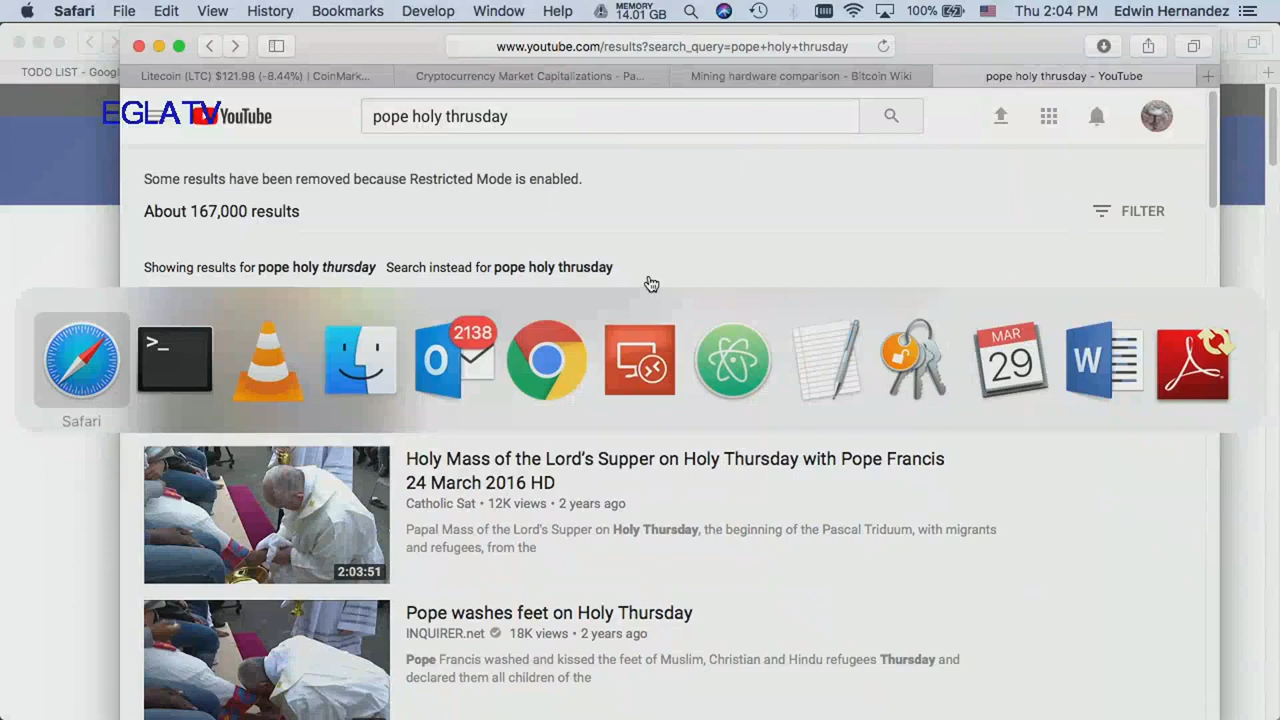 Safari File Edit View History Bookmarks Develop Window Help MEMORY 14.01 GB 100% Thu 2:04 PM Edwin Hernandez
www.youtube.com/results?search_query=pope+holy+thrusday
TODO LIST - Googl
Litecoin (LTC) $121.98 (-8.44%) | CoinMark... Cryptocurrency Market Capitalizations - Pa... Mining hardware comparison - Bitcoin Wiki pope holy thrusday - YouTube
EGLATV YouTube pope holy thrusday
Some results have been removed because Restricted Mode is enabled.
About 167,000 results FILTER
Showing results for pope holy thursday Search instead for pope holy thrusday
2138
MAR
29
W
Safari
Holy Mass of the Lord's Supper on Holy Thursday with Pope Francis
24 March 2016 HD
Catholic Sat • 12K views • 2 years ago
Papal Mass of the Lord's Supper on Holy Thursday, the beginning of the Pascal Triduum, with migrants
and refugees, from the
2:03:51
Pope washes feet on Holy Thursday
INQUIRER.net 18K views • 2 years ago
Pope Francis washed and kissed the feet of Muslim, Christian and Hindu refugees Thursday and
declared them all children of the